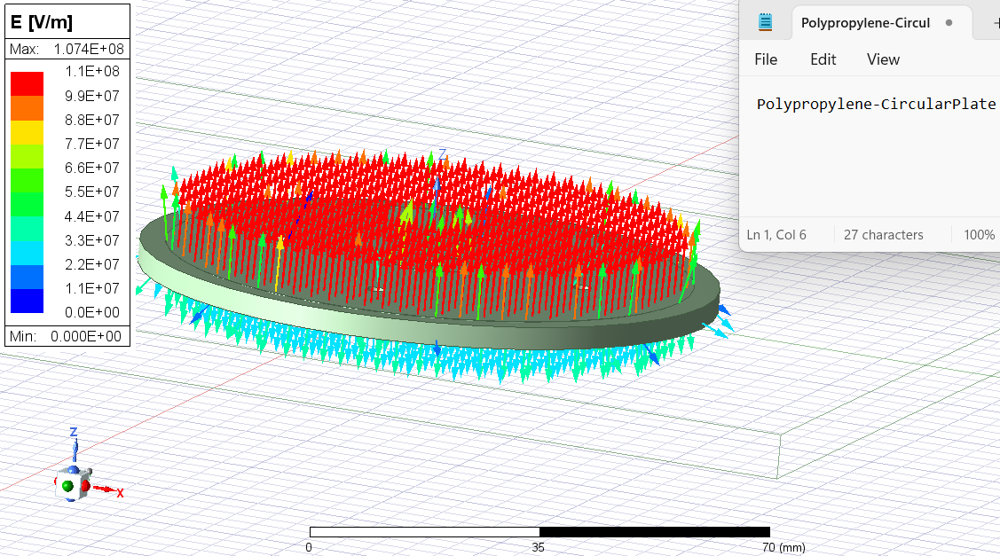 E [V/m]
Max: 1.074E+08
1.1E+08
9.9E+07
8.8E+07
7.7E+07
6.6E+07
5.5E+07
4.4E+07
3.3E+07
2.2E+07
1.1E+07
0.0E+00
Min: 0.000E+00
Polypropylene-Circul
File Edit View
Polypropylene-CircularPlate
Ln 1, Col 6 27 characters 100%
Z
Z
X
0 35 70 (mm)